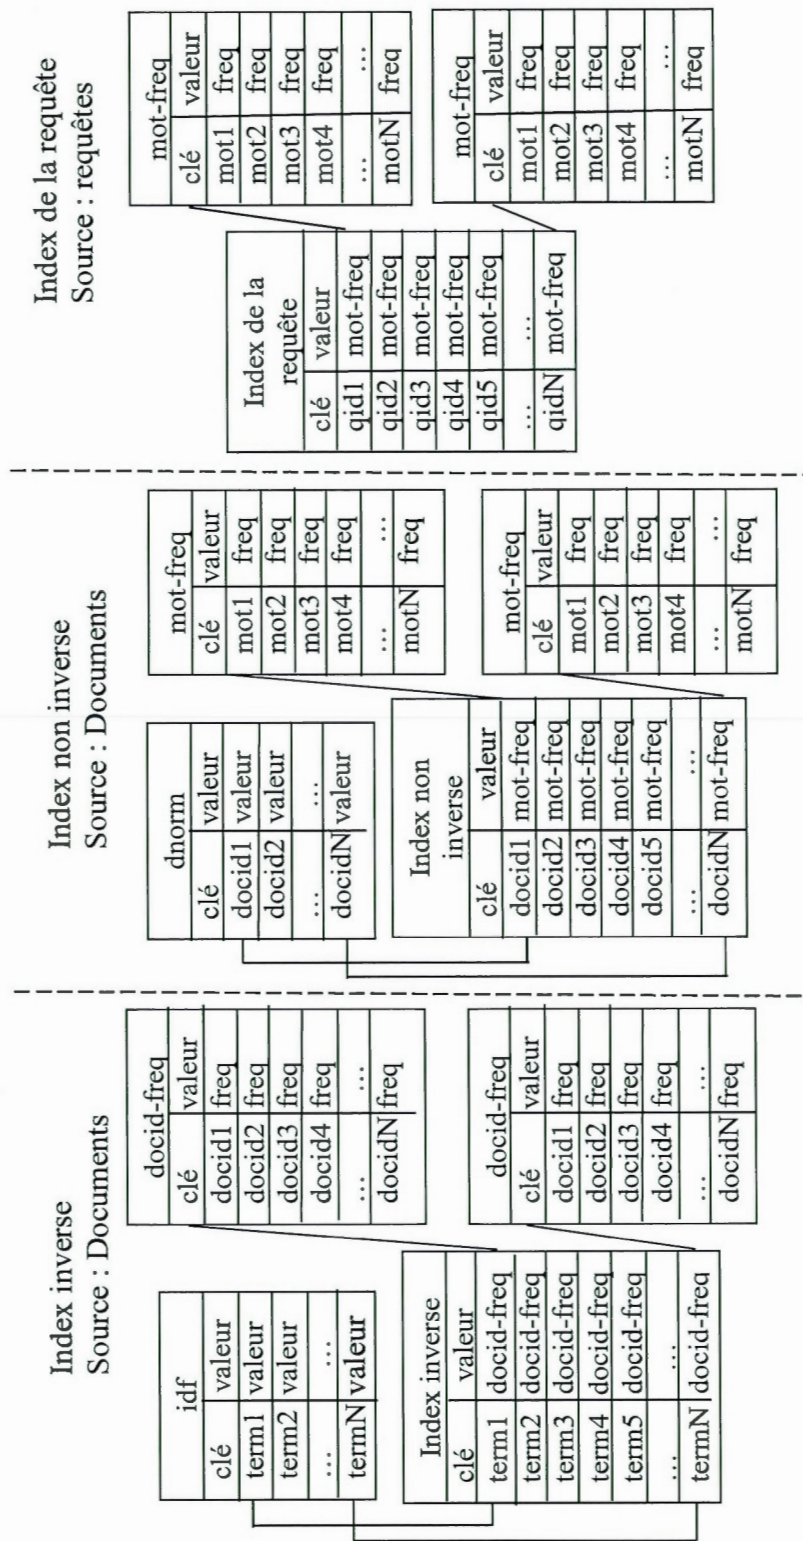 Index inverse
Source : Documents
idf
clé valeur
term1 valeur
term2 valeur
... ...
termN valeur
Index inverse
clé valeur
term1 docid-freq
term2 docid-freq
term3 docid-freq
term4 docid-freq
term5 docid-freq
... ...
termN docid-freq
docid-freq
clé valeur
docid1 freq
docid2 freq
docid3 freq
docid4 freq
... ...
docidN freq
docid-freq
clé valeur
docid1 freq
docid2 freq
docid3 freq
docid4 freq
... ...
docidN freq
Index non inverse
Source : Documents
dnorm
clé valeur
docid1 valeur
docid2 valeur
... ...
docidN valeur
Index non
inverse
clé valeur
docid1 mot-freq
docid2 mot-freq
docid3 mot-freq
docid4 mot-freq
docid5 mot-freq
... ...
docidN mot-freq
mot-freq
clé valeur
mot1 freq
mot2 freq
mot3 freq
mot4 freq
... ...
motN freq
mot-freq
clé valeur
mot1 freq
mot2 freq
mot3 freq
mot4 freq
... ...
motN freq
Index de la requête
Source : requêtes
Index de la
requête
clé valeur
qid1 mot-freq
qid2 mot-freq
qid3 mot-freq
qid4 mot-freq
qid5 mot-freq
... ...
qidN mot-freq
mot-freq
clé valeur
mot1 freq
mot2 freq
mot3 freq
mot4 freq
... ...
motN freq
mot-freq
clé valeur
mot1 freq
mot2 freq
mot3 freq
mot4 freq
... ...
motN freq